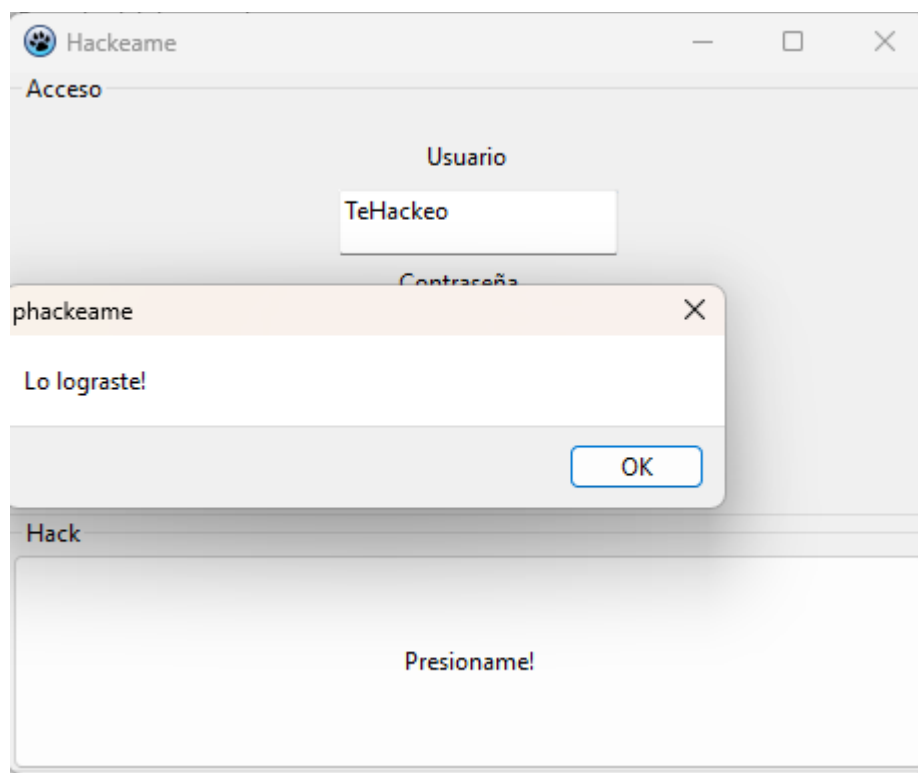 Hackeame
Acceso
Usuario
TeHackeo
Contraseña
phackeame
Lo lograste!
OK
Hack
Presioname!